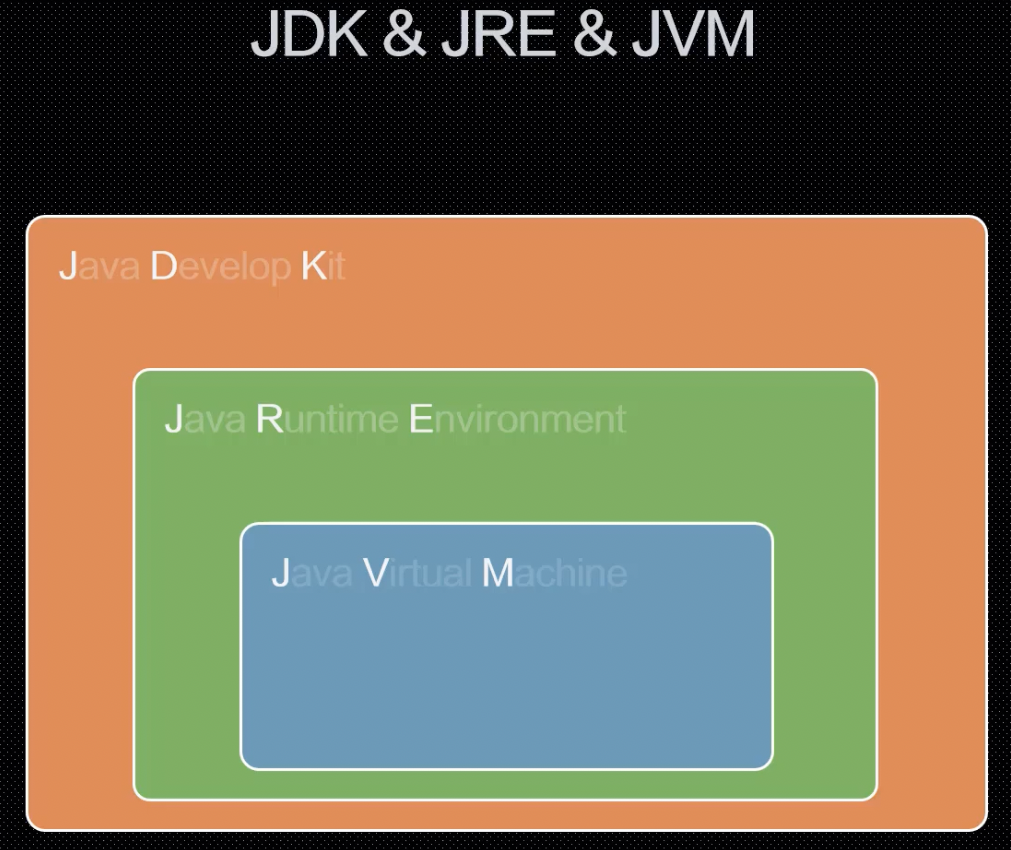 JDK & JRE & JVM
Java Develop Kit
Java Runtime Environment
Java Virtual Machine